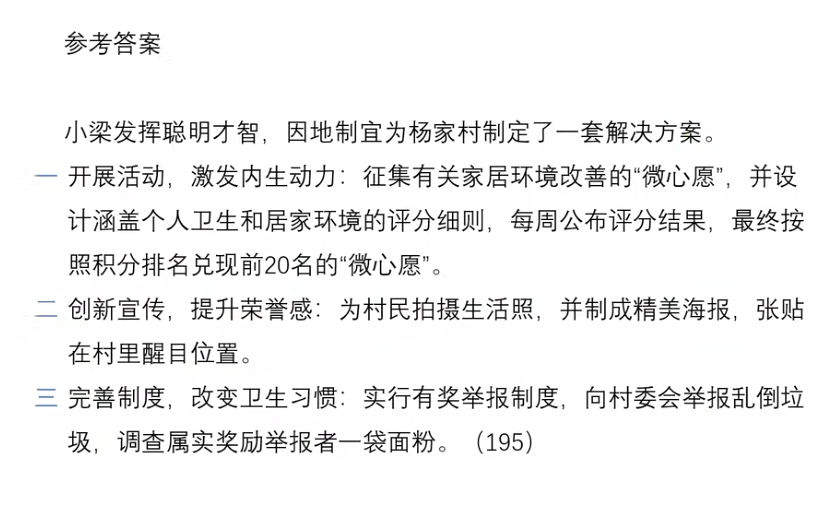 参考答案
小梁发挥聪明才智，因地制宜为杨家村制定了一套解决方案。
一 开展活动，激发内生动力：征集有关家居环境改善的“微心愿”，并设
计涵盖个人卫生和居家环境的评分细则，每周公布评分结果，最终按
照积分排名兑现前20名的“微心愿”。
二 创新宣传，提升荣誉感：为村民拍摄生活照，并制成精美海报，张贴
在村里醒目位置。
三 完善制度，改变卫生习惯：实行有奖举报制度，向村委会举报乱倒垃
圾，调查属实奖励举报者一袋面粉。（195）